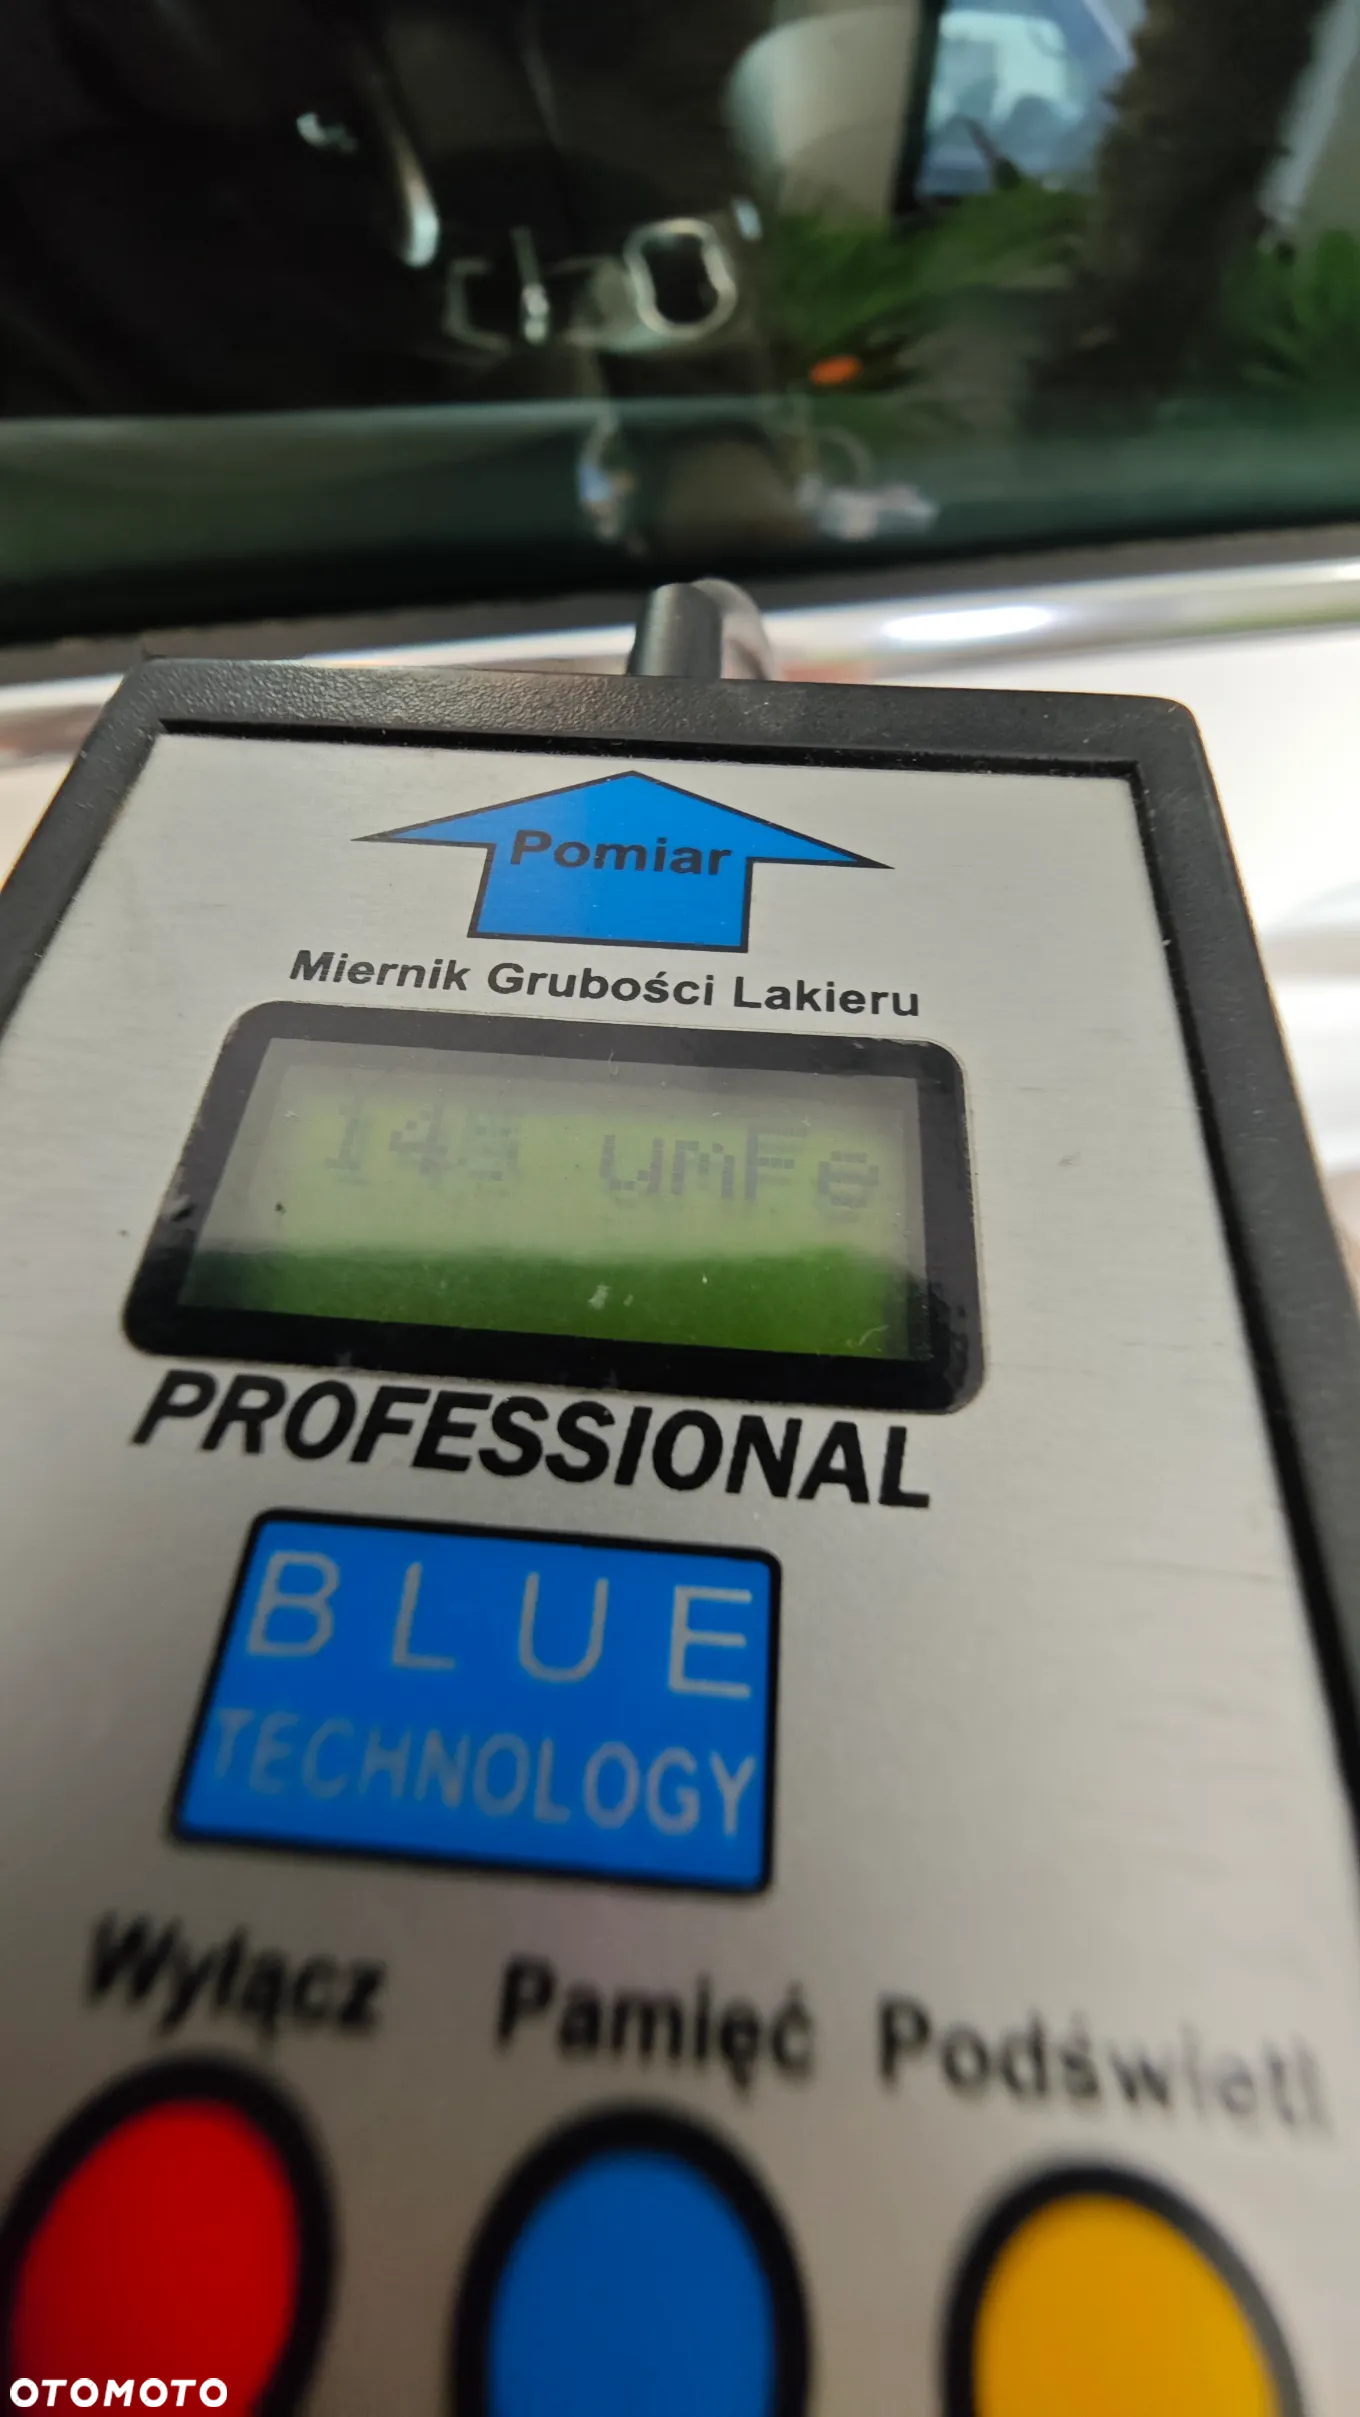 Pomiar
Miernik Grubości Lakieru
145 umFe
PROFESSIONAL
BLUE
TECHNOLOGY
Wyłącz Pamięć Podświetl
OTOMOTO